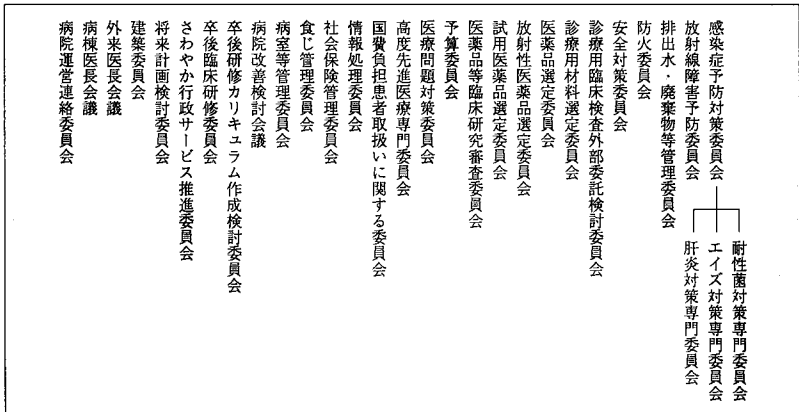 感染症予防対策委員会
耐性菌対策専門委員会
エイズ対策専門委員会
肝炎対策専門委員会
放射線障害予防委員会
排出水・廃棄物等管理委員会
防火委員会
安全対策委員会
診療用臨床検査外部委託検討委員会
診療用材料選定委員会
医薬品選定委員会
放射性医薬品選定委員会
試用医薬品選定委員会
医薬品等臨床研究審査委員会
予算委員会
医療問題対策委員会
高度先進医療専門委員会
国費負担患者取扱いに関する委員会
情報処理委員会
社会保険管理委員会
食じ管理委員会
病室等管理委員会
病院改善検討会議
卒後研修カリキュラム作成検討委員会
卒後臨床研修委員会
さわやか行政サービス推進委員会
将来計画検討委員会
建築委員会
外来医長会議
病棟医長会議
病院運営連絡委員会